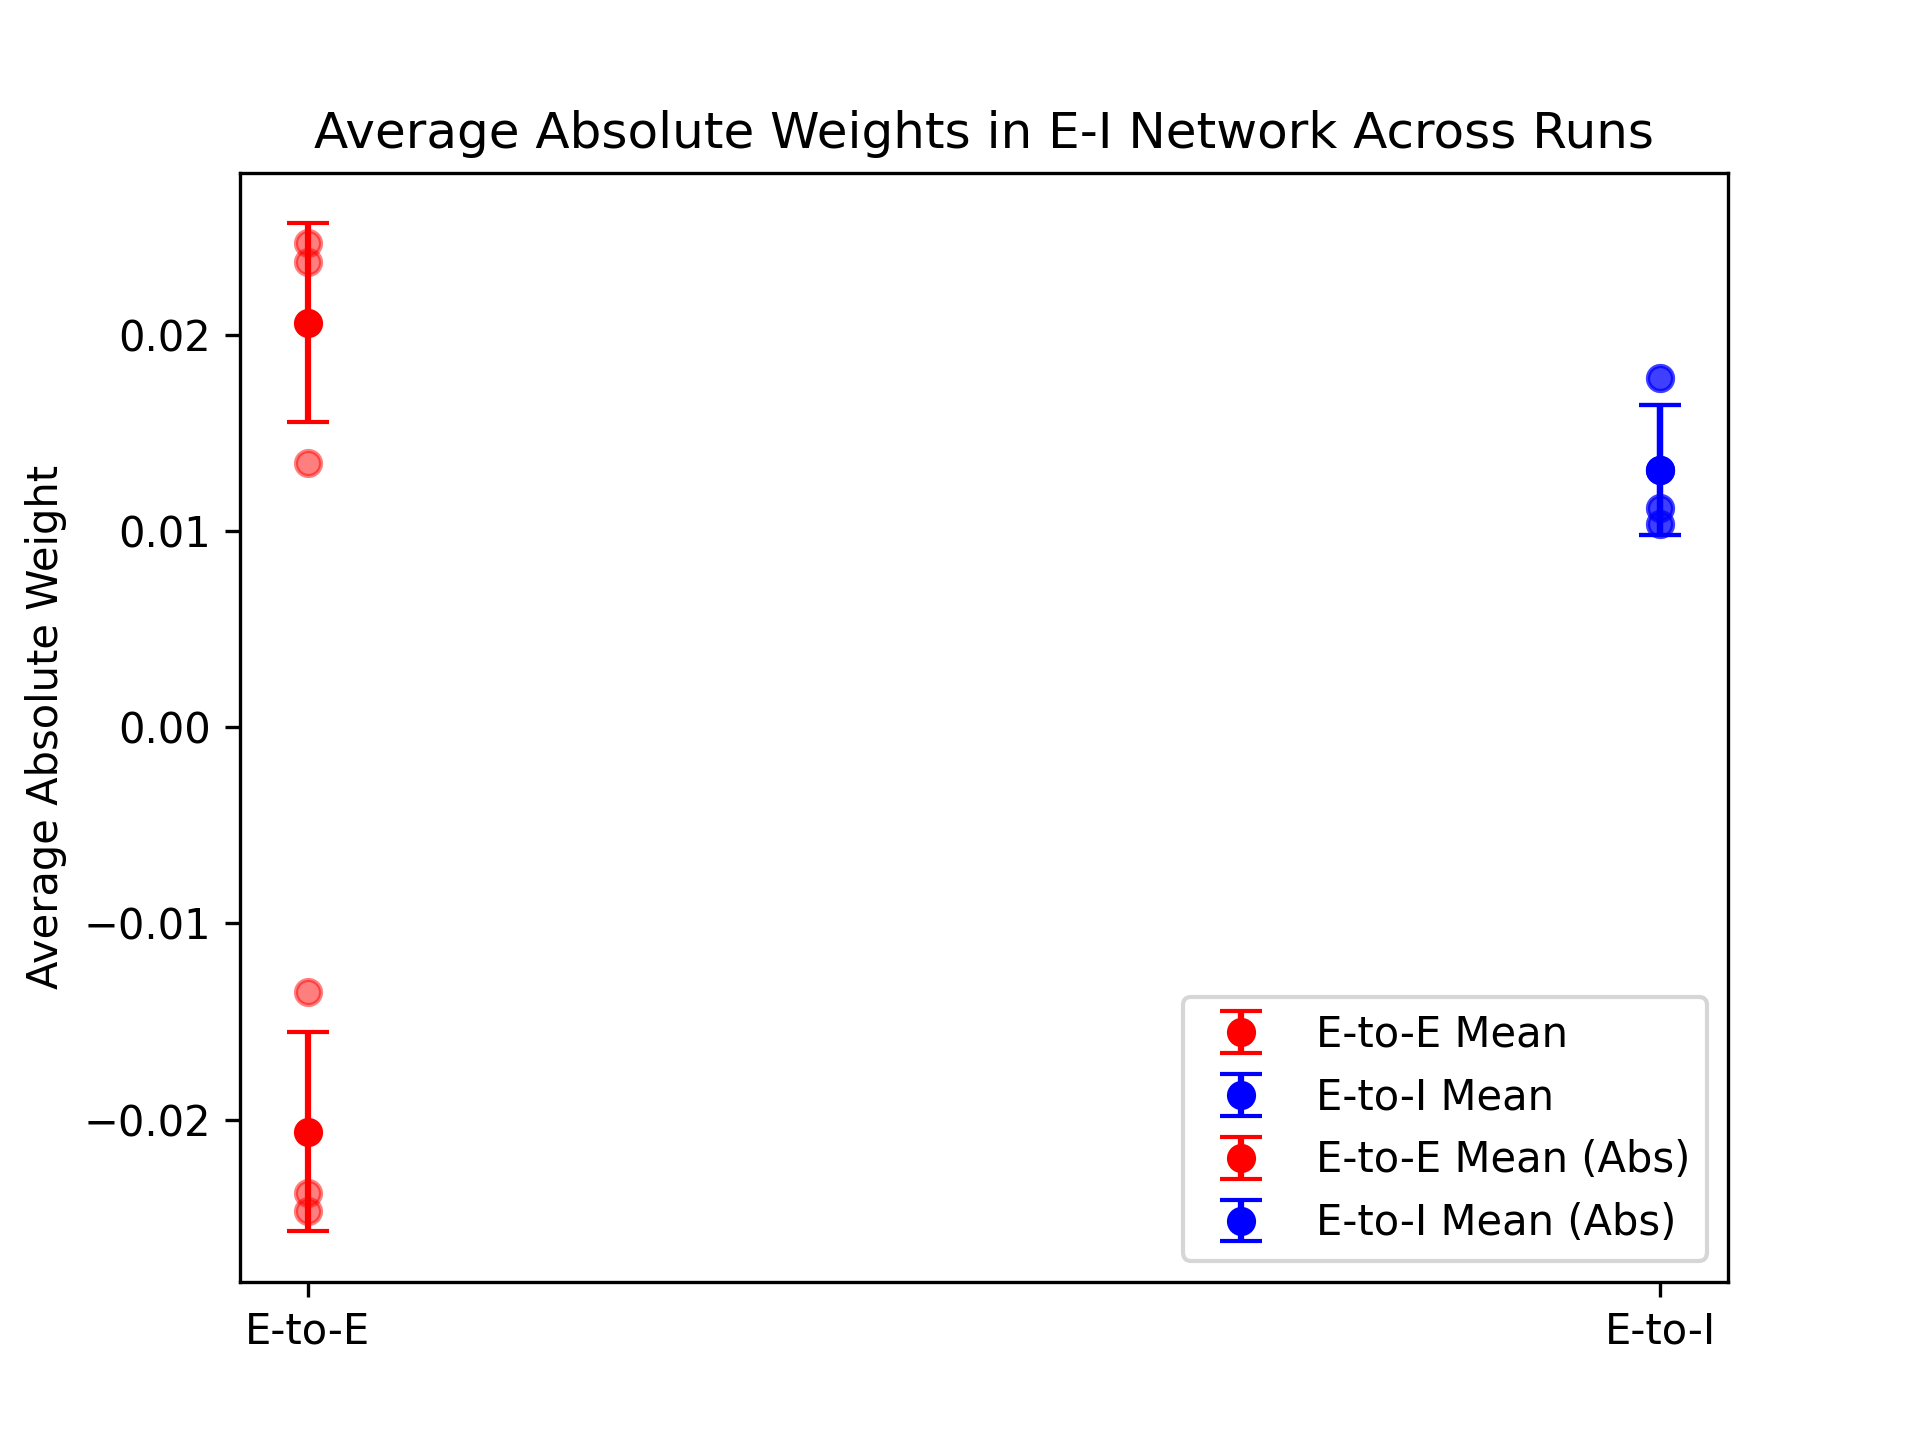 Average Absolute Weights in E-I Network Across Runs
Average Absolute Weight
0.02
0.01
0.00
−0.01
−0.02
E-to-E Mean
E-to-I Mean
E-to-E Mean (Abs)
E-to-I Mean (Abs)
E-to-E
E-to-I